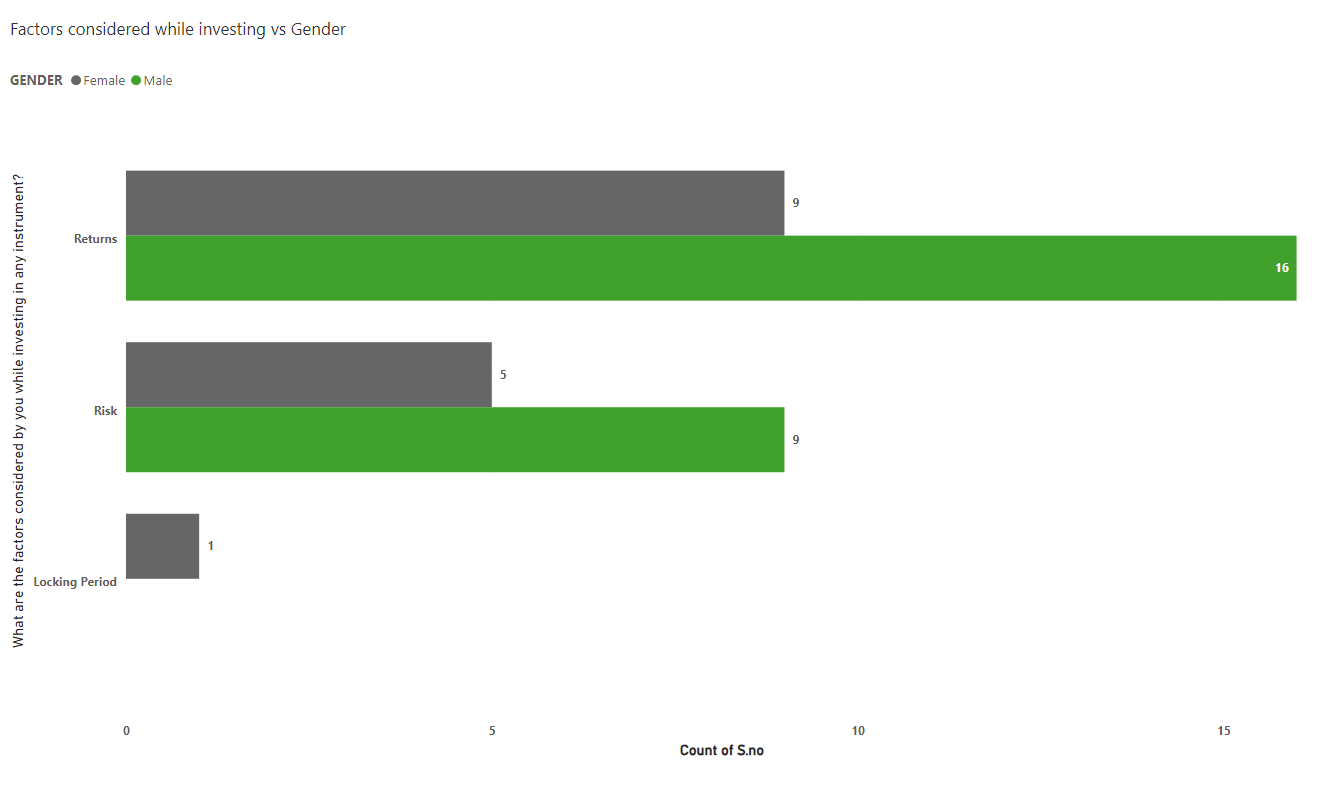 Factors considered while investing vs Gender
GENDER Female Male
What are the factors considered by you while investing in any instrument?
Returns
9
16
Risk
5
9
Locking Period
1
0 5 10 15
Count of S.no